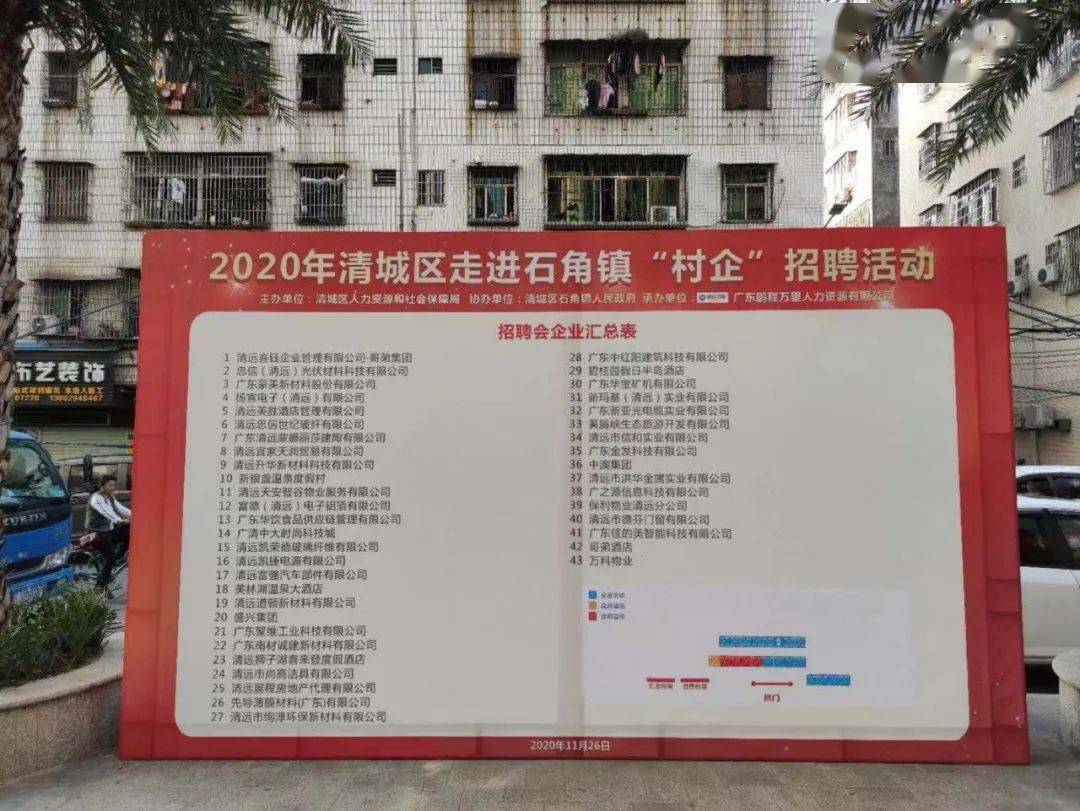 2020年清城区走进石角镇“村企”招聘活动
主办单位：清城区人力资源和社会保障局 协办单位：清城区石角镇人民政府 承办单位： 广东鹏程万里人力资源有限公司
招聘会企业汇总表
1 清远喜钰企业管理有限公司-哥弟集团
2 忠信（清远）光伏材料科技有限公司
3 广东豪美新材料股份有限公司
4 扬宣电子（清远）有限公司
5 清远美胜酒店管理有限公司
6 清远忠信世纪玻纤有限公司
7 广东清远蒙娜丽莎建陶有限公司
8 清远宜家天润贸易有限公司
9 清远升华新材料科技有限公司
10 新银盏温泉度假村
11 清远天安智谷物业服务有限公司
12 富德（清远）电子铝箔有限公司
13 广东华饮食品供应链管理有限公司
14 广清中大时尚科技城
15 清远凯荣德玻璃纤维有限公司
16 清远凯捷电源有限公司
17 清远富强汽车部件有限公司
18 美林湖温泉大酒店
19 清远道顿新材料有限公司
20 盛兴集团
21 广东聚维工业科技有限公司
22 广东南材诚建新材料有限公司
23 清远狮子湖喜来登度假酒店
24 清远市尚高洁具有限公司
25 清远展程房地产代理有限公司
26 先导薄膜材料(广东)有限公司
27 清远市绚淳环保新材料有限公司
28 广东中红阳建筑科技有限公司
29 碧桂园假日半岛酒店
30 广东华宝矿机有限公司
31 新玛基（清远）实业有限公司
32 广东新亚光电缆实业有限公司
33 黄腾峡生态旅游开发有限公司
34 清远市信和实业有限公司
35 广东金发科技有限公司
36 中澳集团
37 清远市洪华金属实业有限公司
38 广之源信息科技有限公司
39 保利物业清远分公司
40 清远市德芬门窗有限公司
41 广东佳的美智能科技有限公司
42 哥弟酒店
43 万科物业
拱门
2020年11月26日
布艺装饰
07228 13602948487